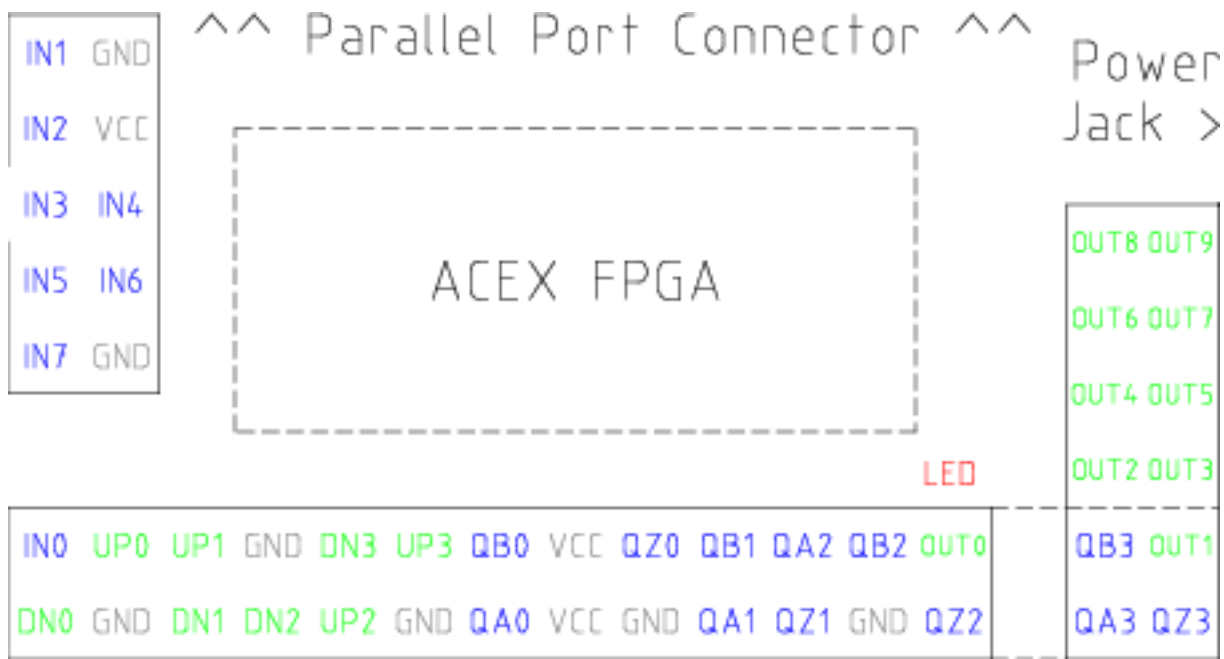 ^^ Parallel Port Connector ^^
Power
Jack >
IN1 GND
IN2 VCC
IN3 IN4
IN5 IN6
IN7 GND
ACEX FPGA
OUT8 OUT9
OUT6 OUT7
OUT4 OUT5
OUT2 OUT3
LED
IN0 UP0 UP1 GND DN3 UP3 QB0 VCC QZ0 QB1 QA2 QB2 OUT0 QB3 OUT1
DN0 GND DN1 DN2 UP2 GND QA0 VCC GND QA1 QZ1 GND QZ2 QA3 QZ3